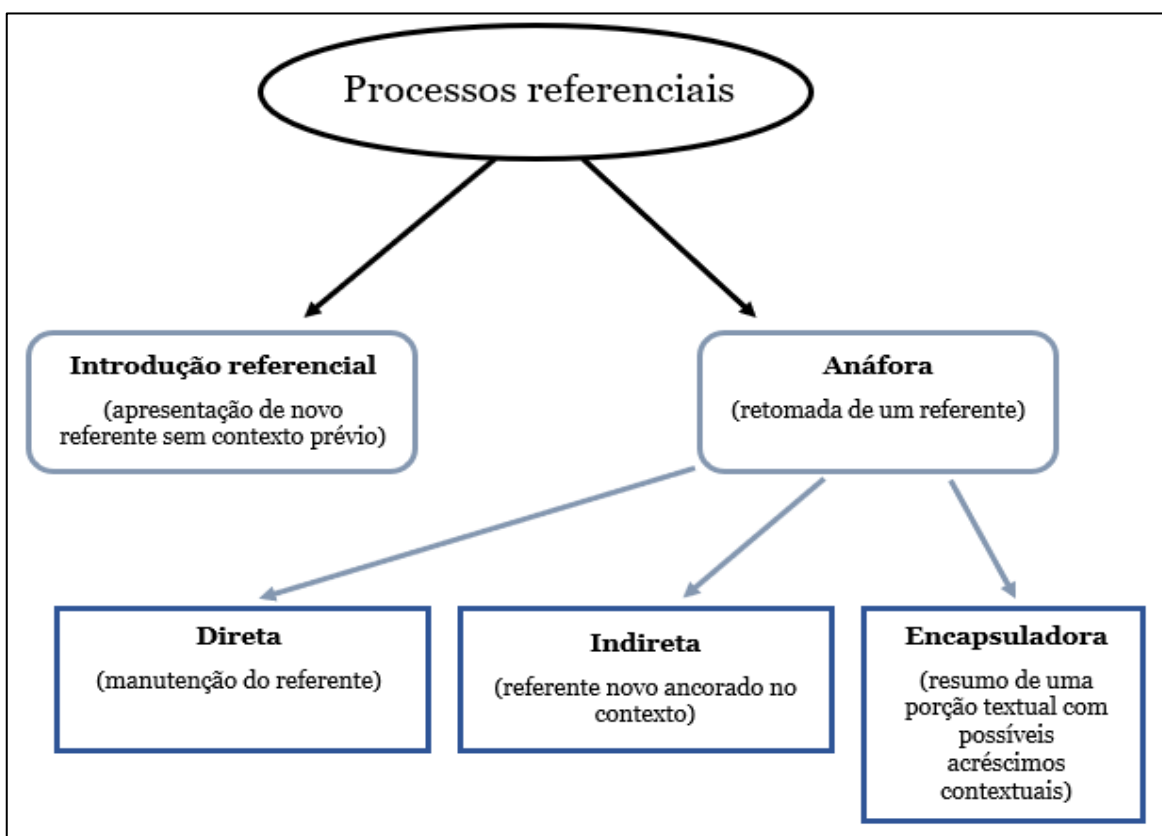 Processos referenciais
Introdução referencial
(apresentação de novo
referente sem contexto prévio)
Anáfora
(retomada de um referente)
Direta
(manutenção do referente)
Indireta
(referente novo ancorado no
contexto)
Encapsuladora
(resumo de uma
porção textual com
possíveis
acréscimos
contextuais)